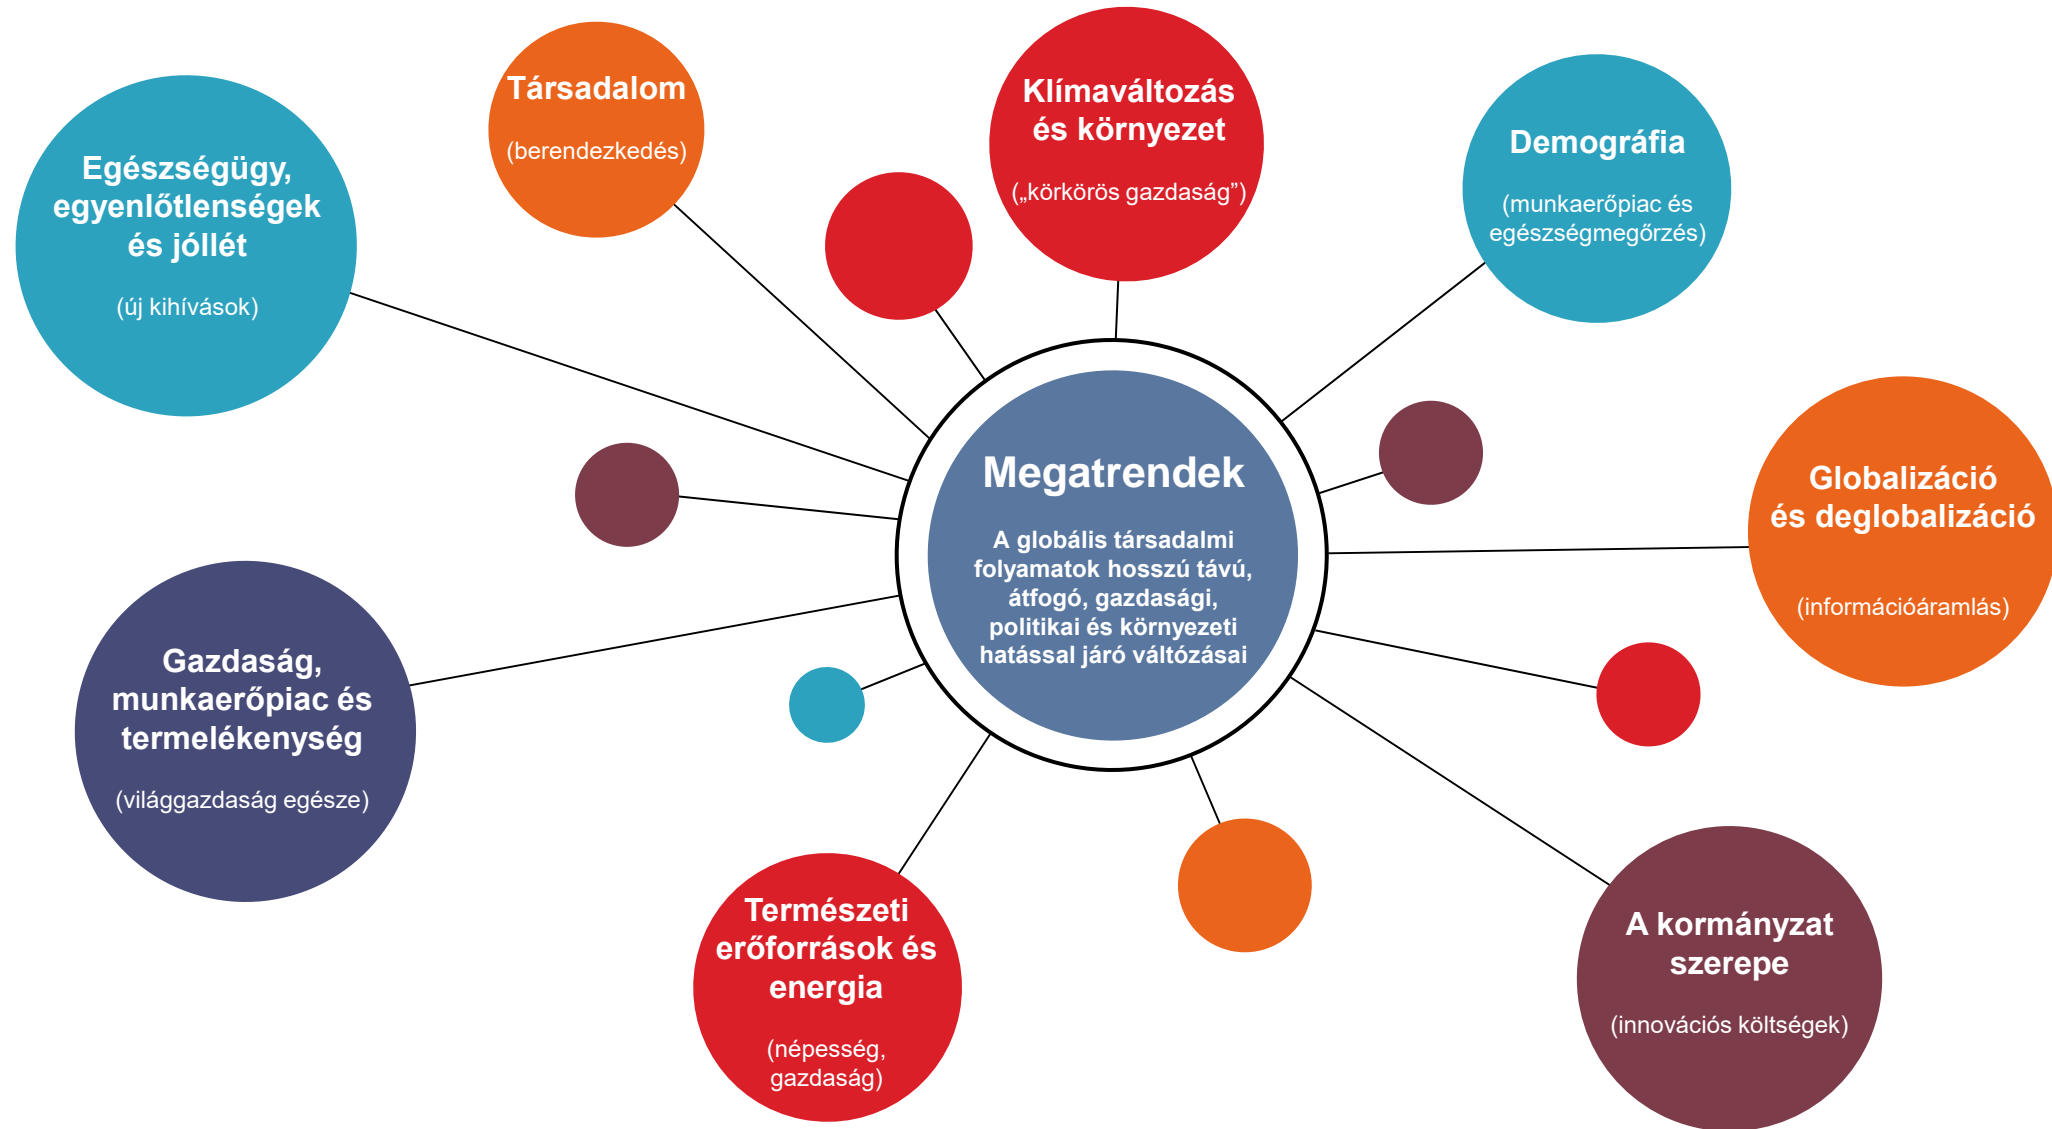 Társadalom
(berendezkedés)
Klímaváltozás
és környezet
(„körkörös gazdaság”)
Demográfia
(munkaerőpiac és
egészségmegőrzés)
Egészségügy,
egyenlőtlenségek
és jóllét
(új kihívások)
Megatrendek
A globális társadalmi
folyamatok hosszú távú,
átfogó, gazdasági,
politikai és környezeti
hatással járó váltózásai
Globalizáció
és deglobalizáció
(információáramlás)
Gazdaság,
munkaerőpiac és
termelékenység
(világgazdaság egésze)
Természeti
erőforrások és
energia
(népesség,
gazdaság)
A kormányzat
szerepe
(innovációs költségek)